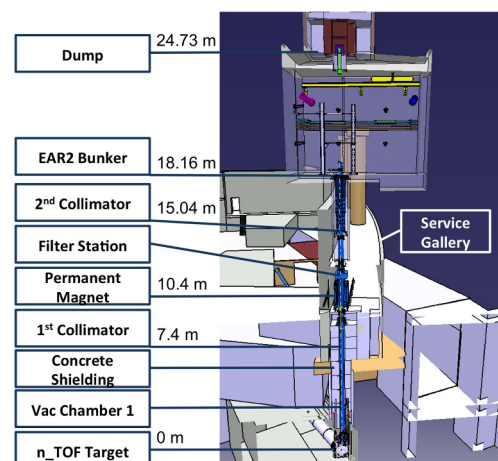 24.73 m
Dump
EAR2 Bunker
18.16 m
2nd Collimator
15.04 m
Service
Gallery
Filter Station
Permanent
Magnet
10.4 m
1st Collimator
7.4 m
Concrete
Shielding
Vac Chamber 1
0 m
n_TOF Target